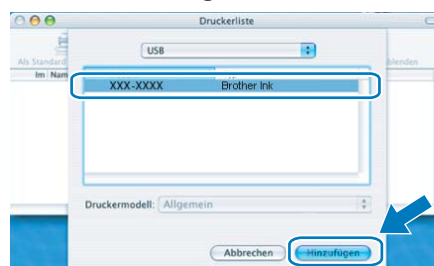 Druckerliste
USB
Als Standard
blenden
Im Nam
XXX-XXXX Brother Ink
Druckermodell: Allgemein
Abbrechen Hinzufügen